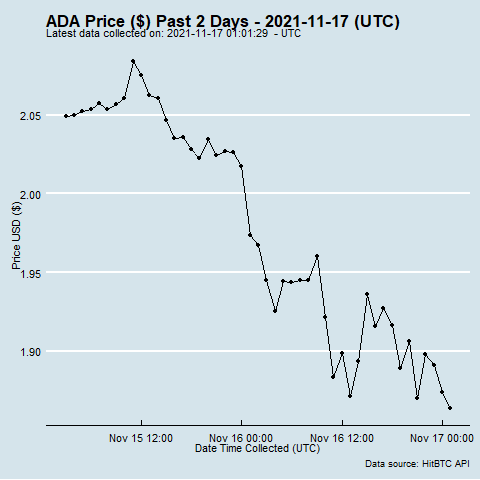 ADA Price ($) Past 2 Days - 2021-11-17 (UTC)
Latest data collected on: 2021-11-17 01:01:29 - UTC
2.05
2.00
1.95
1.90
Price USD ($)
Nov 15 12:00 Nov 16 00:00 Nov 16 12:00 Nov 17 00:00
Date Time Collected (UTC)
Data source: HitBTC API